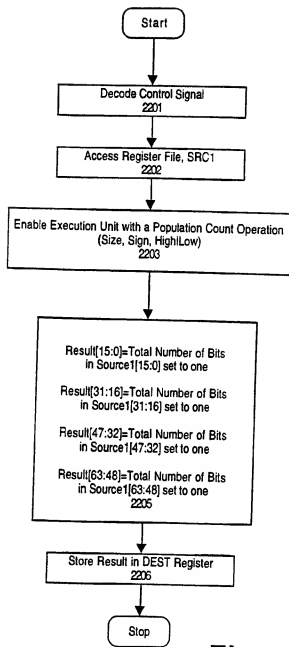 Start
Decode Control Signal
2201
Access Register File, SRC1
2202
Enable Execution Unit with a Population Count Operation
(Size, Sign, High/Low)
2203
Result[15:0]=Total Number of Bits
in Source1[15:0] set to one
Result[31:16]=Total Number of Bits
in Source1[31:16] set to one
Result[47:32]=Total Number of Bits
in Source1[47:32] set to one
Result[63:48]=Total Number of Bits
in Source1[63:48] set to one
2205
Store Result in DEST Register
2206
Stop